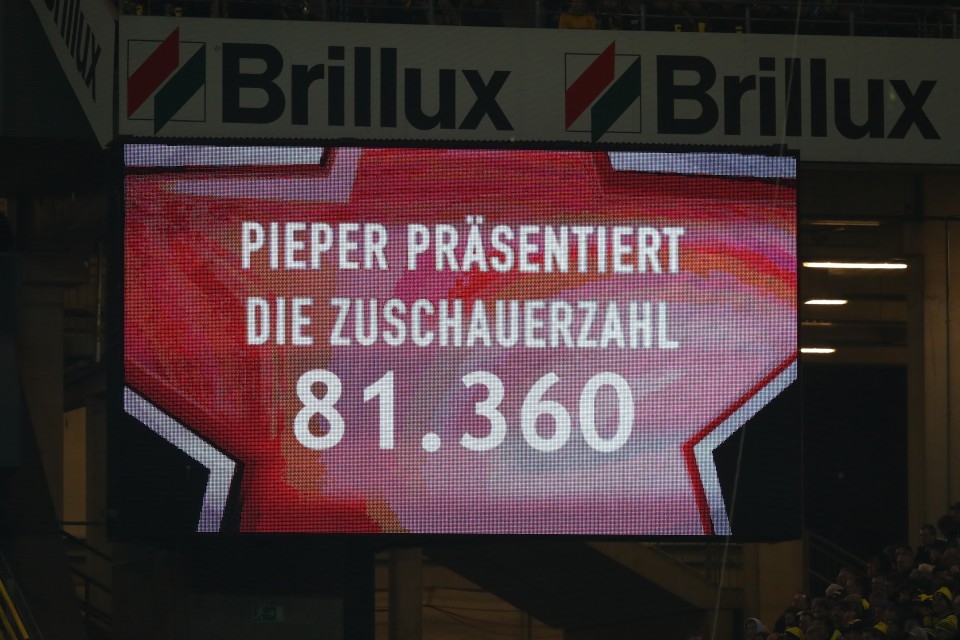 Brillux Brillux
PIEPER PRÄSENTIERT
DIE ZUSCHAUERZAHL
81.360